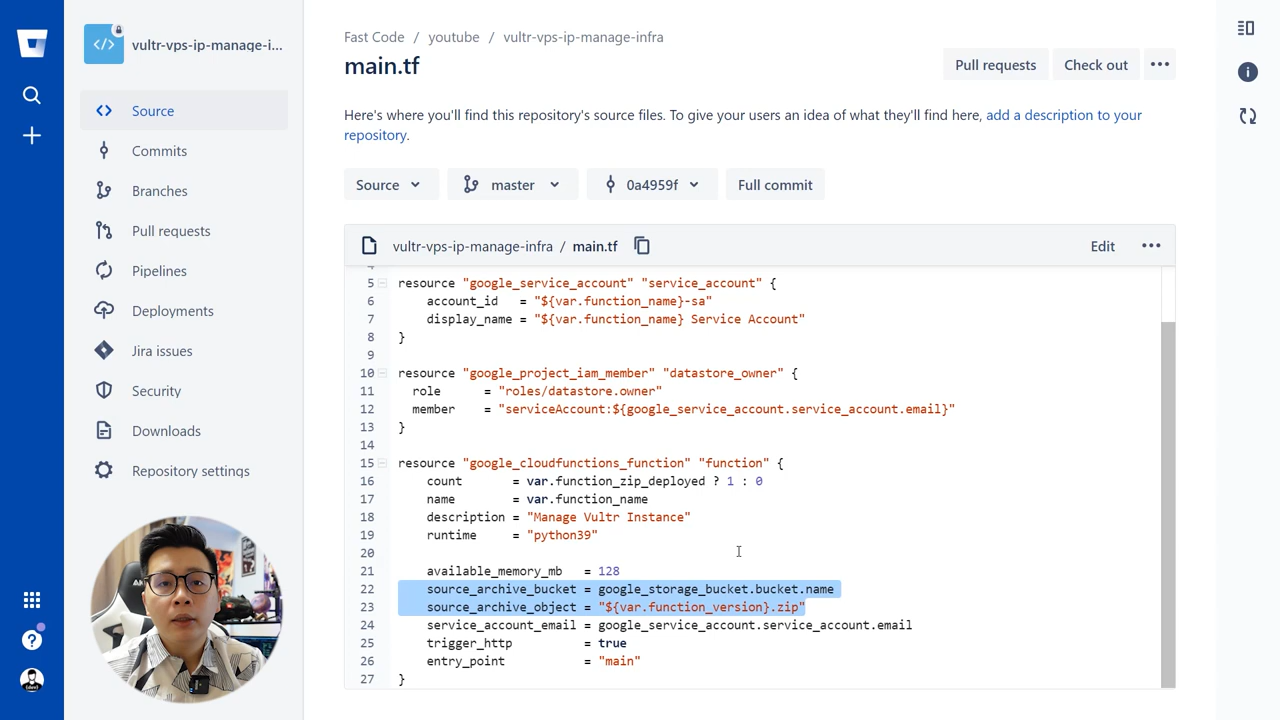 vultr-vps-ip-manage-i...
Source
Commits
Branches
Pull requests
Pipelines
Deployments
Jira issues
Security
Downloads
Repository settings
Fast Code / youtube / vultr-vps-ip-manage-infra
main.tf
Pull requests
Check out
Here's where you'll find this repository's source files. To give your users an idea of what they'll find here, add a description to your
repository.
Source
master
0a4959f
Full commit
vultr-vps-ip-manage-infra / main.tf
Edit
4
5 resource "google_service_account" "service_account" {
6 account_id = "${var.function_name}-sa"
7 display_name = "${var.function_name} Service Account"
8 }
9
10 resource "google_project_iam_member" "datastore_owner" {
11 role = "roles/datastore.owner"
12 member = "serviceAccount:${google_service_account.service_account.email}"
13 }
14
15 resource "google_cloudfunctions_function" "function" {
16 count = var.function_zip_deployed ? 1 : 0
17 name = var.function_name
18 description = "Manage Vultr Instance"
19 runtime = "python39"
20
21 available_memory_mb = 128
22 source_archive_bucket = google_storage_bucket.bucket.name
23 source_archive_object = "${var.function_version}.zip"
24 service_account_email = google_service_account.service_account.email
25 trigger_http = true
26 entry_point = "main"
27 }